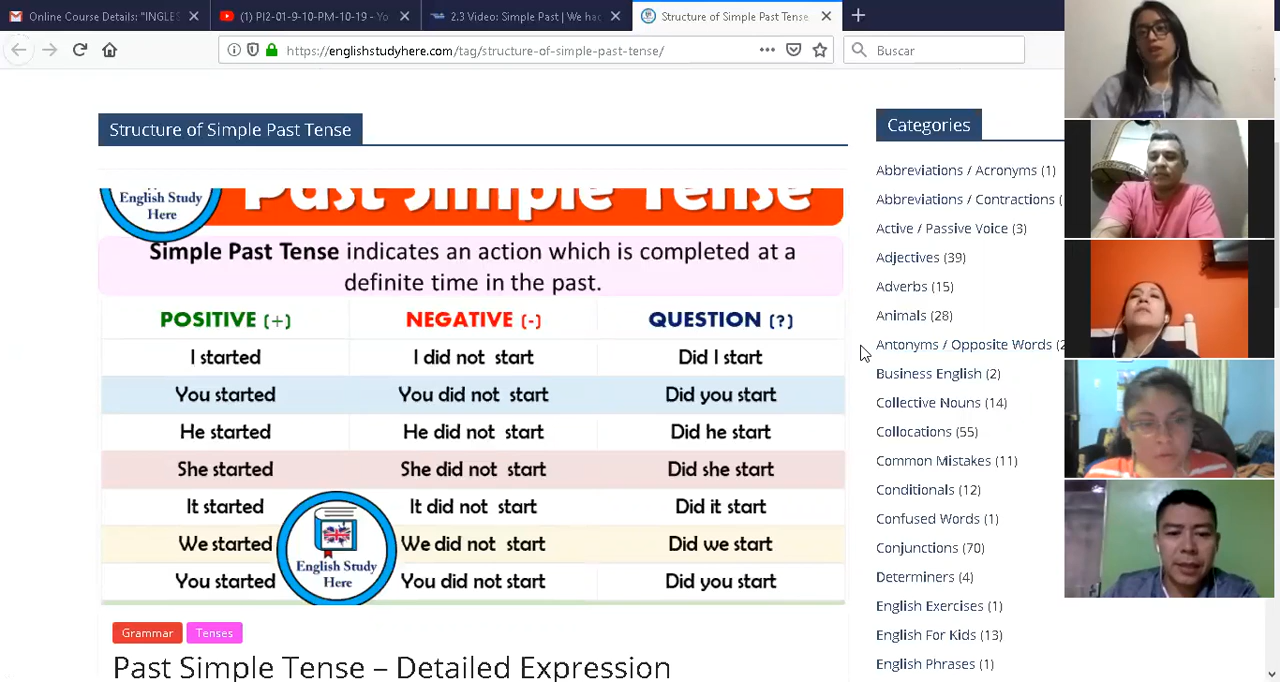 Online Course Details: "INGLES
(1) PI2-01-9-10-PM-10-19 - Yo
2.3 Video: Simple Past | We hac
Structure of Simple Past Tense
https://englishstudyhere.com/tag/structure-of-simple-past-tense/
Buscar
Structure of Simple Past Tense
English Study
Here
Past Simple Tense
Simple Past Tense indicates an action which is completed at a
definite time in the past.
POSITIVE (+) NEGATIVE (-) QUESTION (?)
I started I did not start Did I start
You started You did not start Did you start
He started He did not start Did he start
She started She did not start Did she start
It started It did not start Did it start
We started We did not start Did we start
You started You did not start Did you start
English Study
Here
Grammar Tenses
Past Simple Tense – Detailed Expression
Categories
Abbreviations / Acronyms (1)
Abbreviations / Contractions (
Active / Passive Voice (3)
Adjectives (39)
Adverbs (15)
Animals (28)
Antonyms / Opposite Words (2
Business English (2)
Collective Nouns (14)
Collocations (55)
Common Mistakes (11)
Conditionals (12)
Confused Words (1)
Conjunctions (70)
Determiners (4)
English Exercises (1)
English For Kids (13)
English Phrases (1)